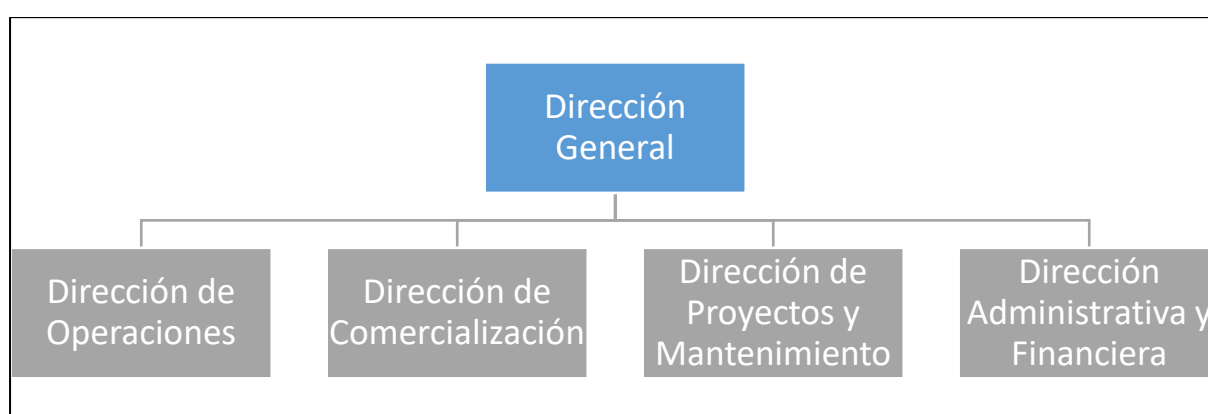 Dirección
General
Dirección de
Operaciones
Dirección de
Comercialización
Dirección de
Proyectos y
Mantenimiento
Dirección
Administrativa y
Financiera